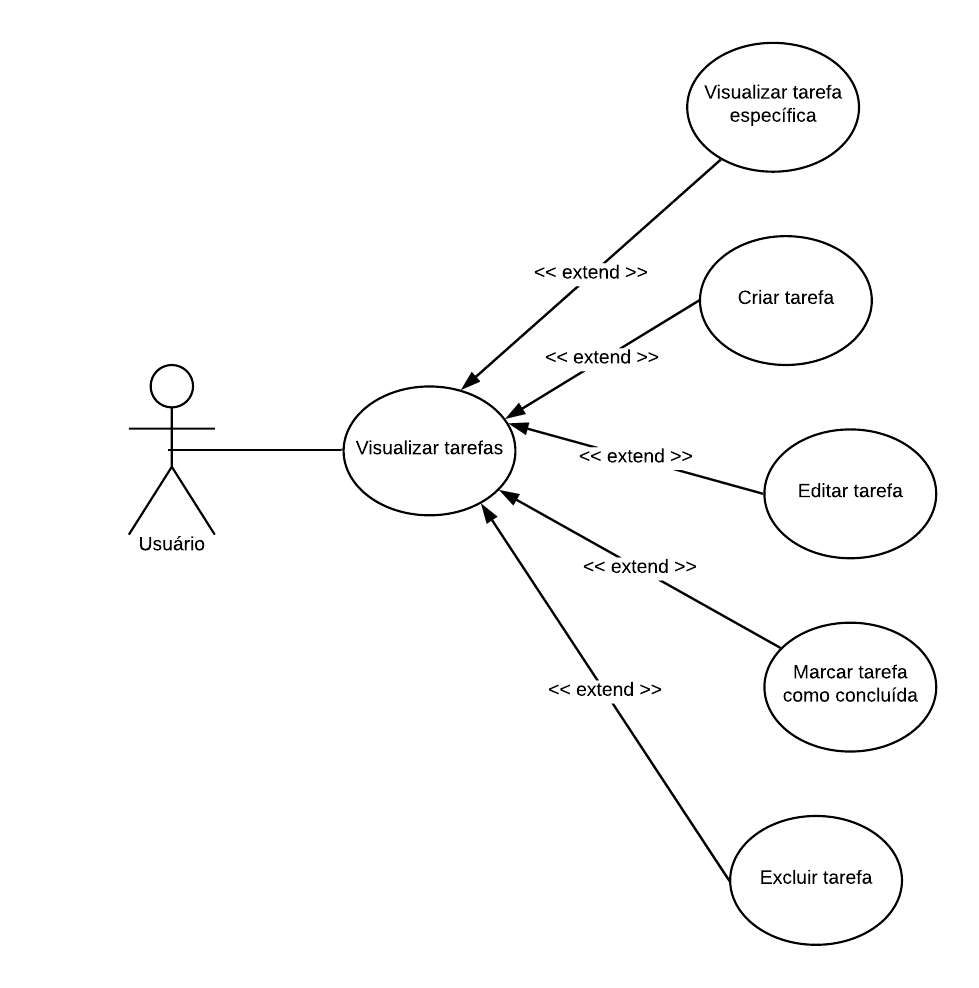 Visualizar tarefa
específica
<< extend >>
Criar tarefa
<< extend >>
Visualizar tarefas
<< extend >>
Editar tarefa
Usuário
<< extend >>
Marcar tarefa
como concluída
<< extend >>
Excluir tarefa